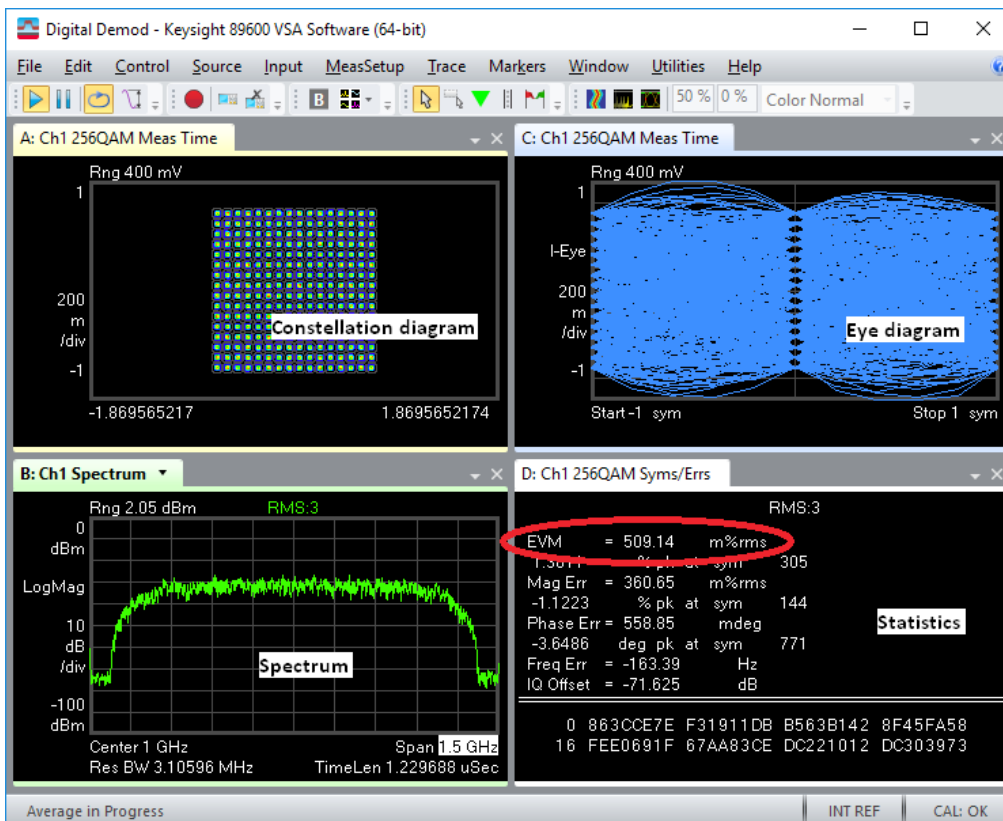 Digital Demod - Keysight 89600 VSA Software (64-bit)
File Edit Control Source Input MeasSetup Trace Markers Window Utilities Help
B 50 % 0 % Color Normal
A: Ch1 256QAM Meas Time
Rng 400 mV
1
200
m
/div
-1
Constellation diagram
-1.869565217 1.8695652174
C: Ch1 256QAM Meas Time
Rng 400 mV
1
I-Eye
200
m
/div
-1
Eye diagram
Start -1 sym Stop 1 sym
B: Ch1 Spectrum
Rng 2.05 dBm RMS:3
0
dBm
LogMag
10
dB
/div
-100
dBm
Spectrum
Center 1 GHz Span 1.5 GHz
Res BW 3.10596 MHz TimeLen 1.229688 uSec
D: Ch1 256QAM Syms/Errs
RMS:3
EVM = 509.14 m%rms
% pk at sym 305
Mag Err = 360.65 m%rms
-1.1223 % pk at sym 144
Phase Err = 558.85 mdeg
-3.6486 deg pk at sym 771
Freq Err = -163.39 Hz
IQ Offset = -71.625 dB
Statistics
0 863CCE7E F31911DB B563B142 8F45FA58
16 FEE0691F 67AA83CE DC221012 DC303973
Average in Progress INT REF CAL: OK